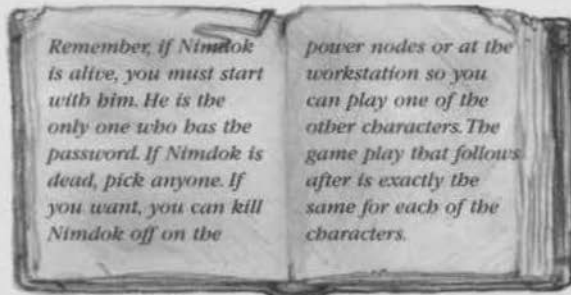 Remember, if Nimdok
is alive, you must start
with him. He is the
only one who has the
password. If Nimdok is
dead, pick anyone. If
you want, you can kill
Nimdok off on the
power nodes or at the
workstation so you
can play one of the
other characters. The
game play that follows
after is exactly the
same for each of the
characters.